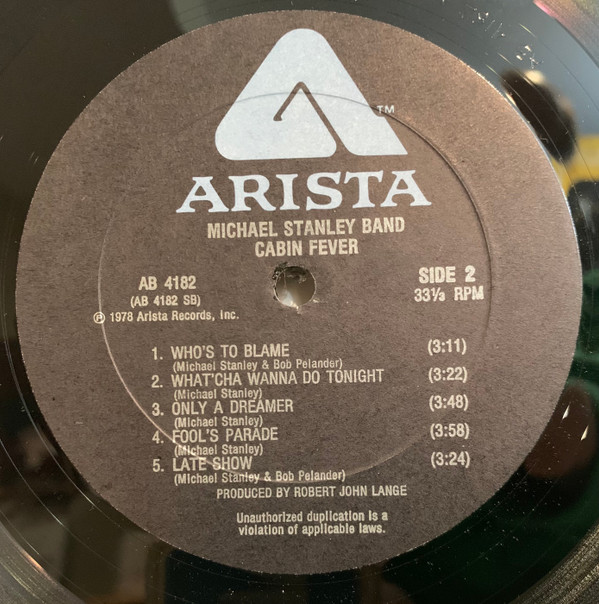 TM
ARISTA
MICHAEL STANLEY BAND
CABIN FEVER
AB 4182
(AB 4182 SB)
℗ 1978 Arista Records, Inc.
SIDE 2
33⅓ RPM
1. WHO'S TO BLAME (3:11)
(Michael Stanley & Bob Pelander)
2. WHAT'CHA WANNA DO TONIGHT (3:22)
(Michael Stanley)
3. ONLY A DREAMER (3:48)
(Michael Stanley)
4. FOOL'S PARADE (3:58)
(Michael Stanley)
5. LATE SHOW (3:24)
(Michael Stanley & Bob Pelander)
PRODUCED BY ROBERT JOHN LANGE
Unauthorized duplication is a
violation of applicable laws.